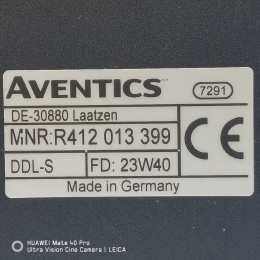 AVENTICS 7291
DE-30880 Laatzen
MNR:R412 013 399
CE
DDL-S FD: 23W40
Made in Germany
HUAWEI Mate 40 Pro
Ultra Vision Cine Camera | LEICA